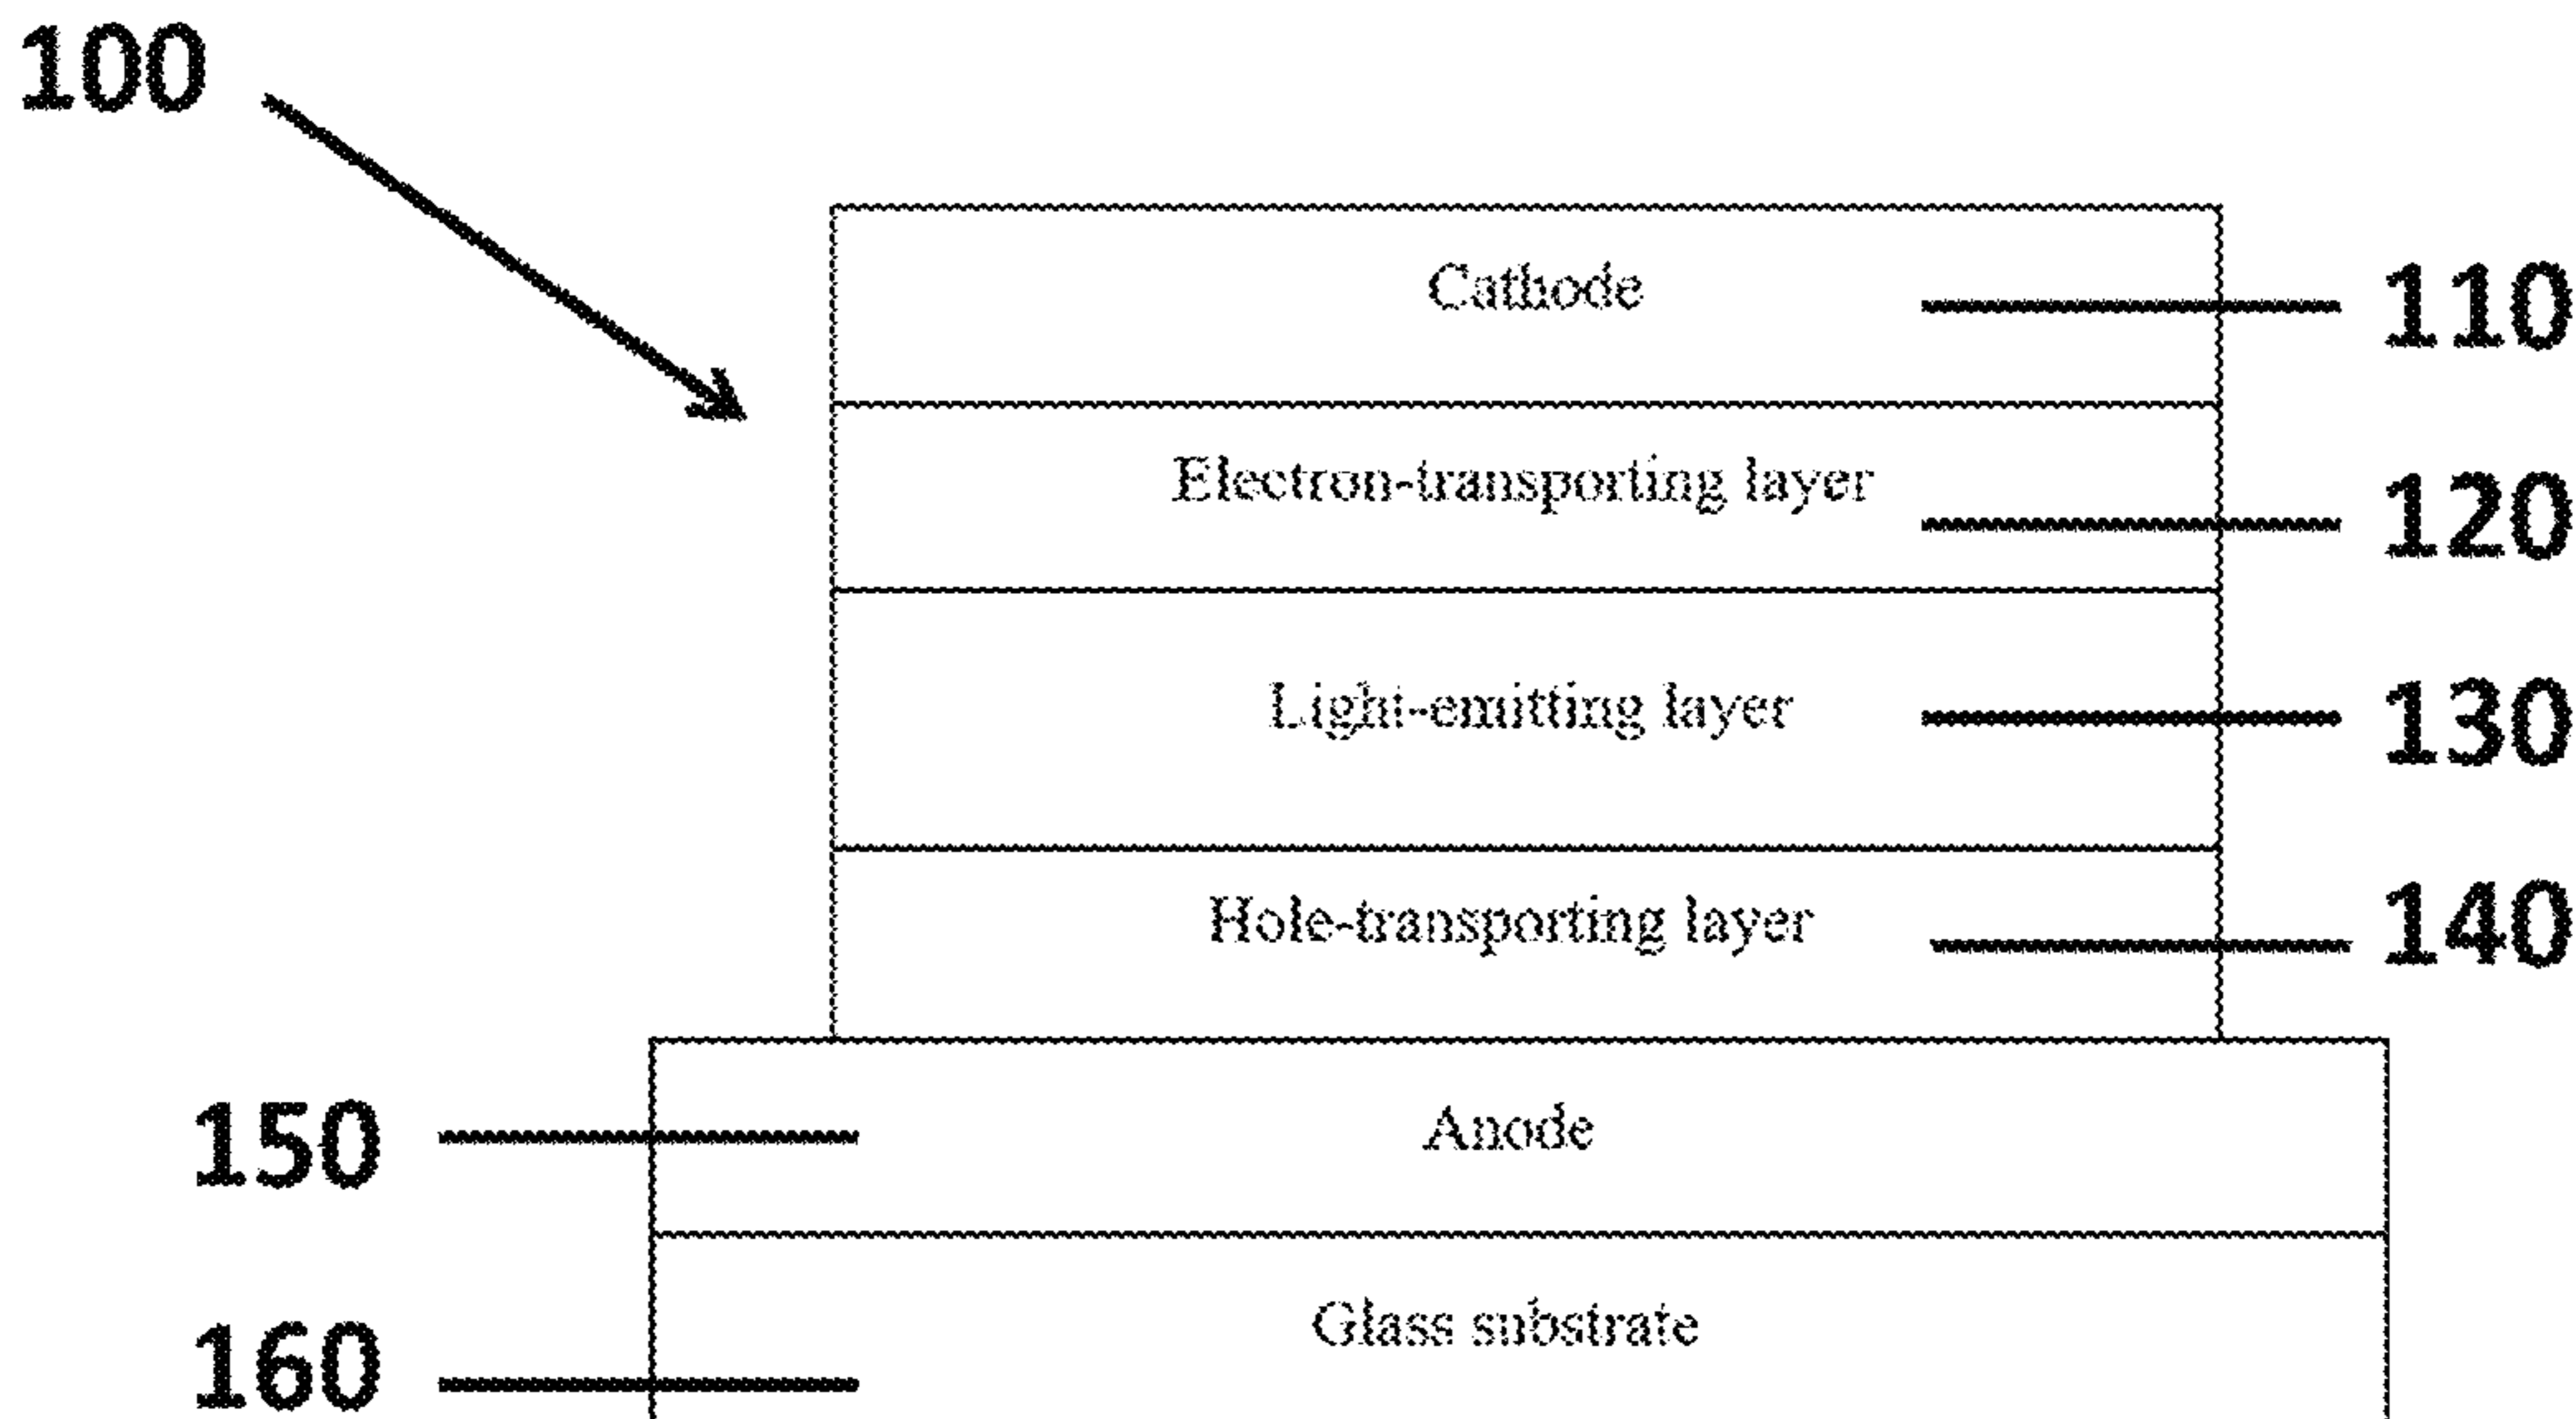 100
Cathode
110
Electron-transporting layer
120
Light-emitting layer
130
Hole-transporting layer
140
150
Anode
160
Glass substrate